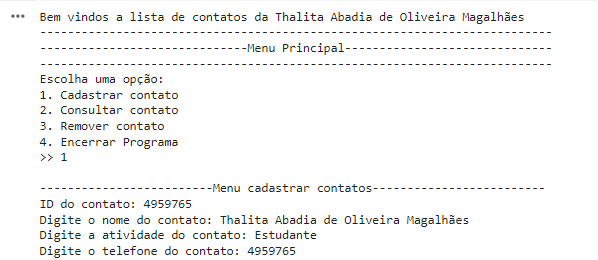 Bem vindos a lista de contatos da Thalita Abadia de Oliveira Magalhães
--------------------------------------------------------------------------
------------------------------Menu Principal------------------------------
--------------------------------------------------------------------------
Escolha uma opção:
1. Cadastrar contato
2. Consultar contato
3. Remover contato
4. Encerrar Programa
>> 1
-------------------------Menu cadastrar contatos-------------------------
ID do contato: 4959765
Digite o nome do contato: Thalita Abadia de Oliveira Magalhães
Digite a atividade do contato: Estudante
Digite o telefone do contato: 4959765